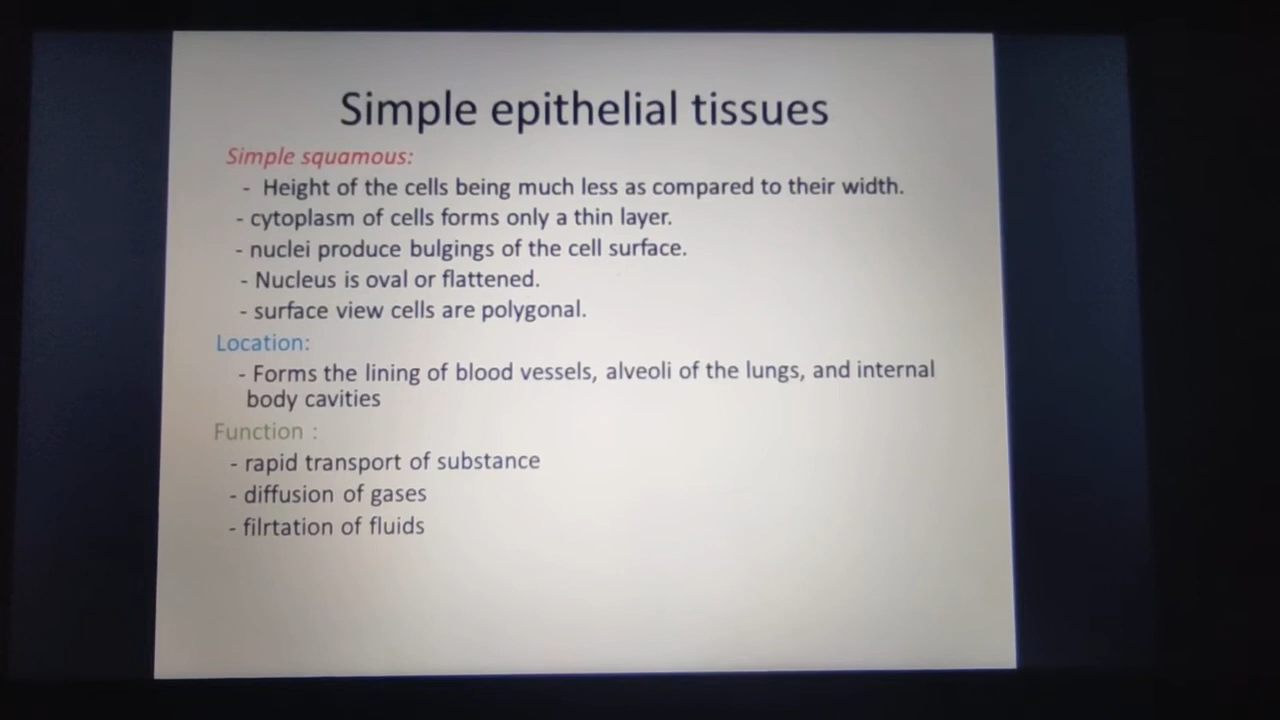 Simple epithelial tissues
Simple squamous:
- Height of the cells being much less as compared to their width.
- cytoplasm of cells forms only a thin layer.
- nuclei produce bulgings of the cell surface.
- Nucleus is oval or flattened.
- surface view cells are polygonal.
Location:
- Forms the lining of blood vessels, alveoli of the lungs, and internal
body cavities
Function :
- rapid transport of substance
- diffusion of gases
- filrtation of fluids